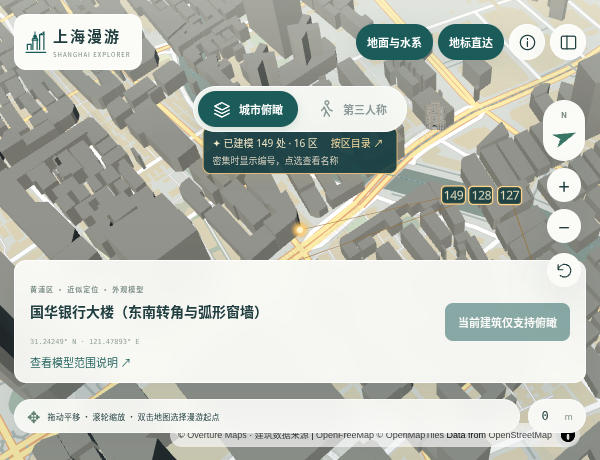 上海漫游
SHANGHAI EXPLORER
地面与水系
地标直达
城市俯瞰
第三人称
N
✦ 已建模 149 处 · 16 区 按区目录 ↗
密集时显示编号，点选查看名称
149 128 127
+
−
黄浦区 · 近似定位 · 外观模型
国华银行大楼（东南转角与弧形窗墙）
当前建筑仅支持俯瞰
31.24249° N · 121.47893° E
查看模型范围说明 ↗
拖动平移 · 滚轮缩放 · 双击地图选择漫游起点
0 m
© Overture Maps · 建筑数据来源 | OpenFreeMap © OpenMapTiles Data from OpenStreetMap